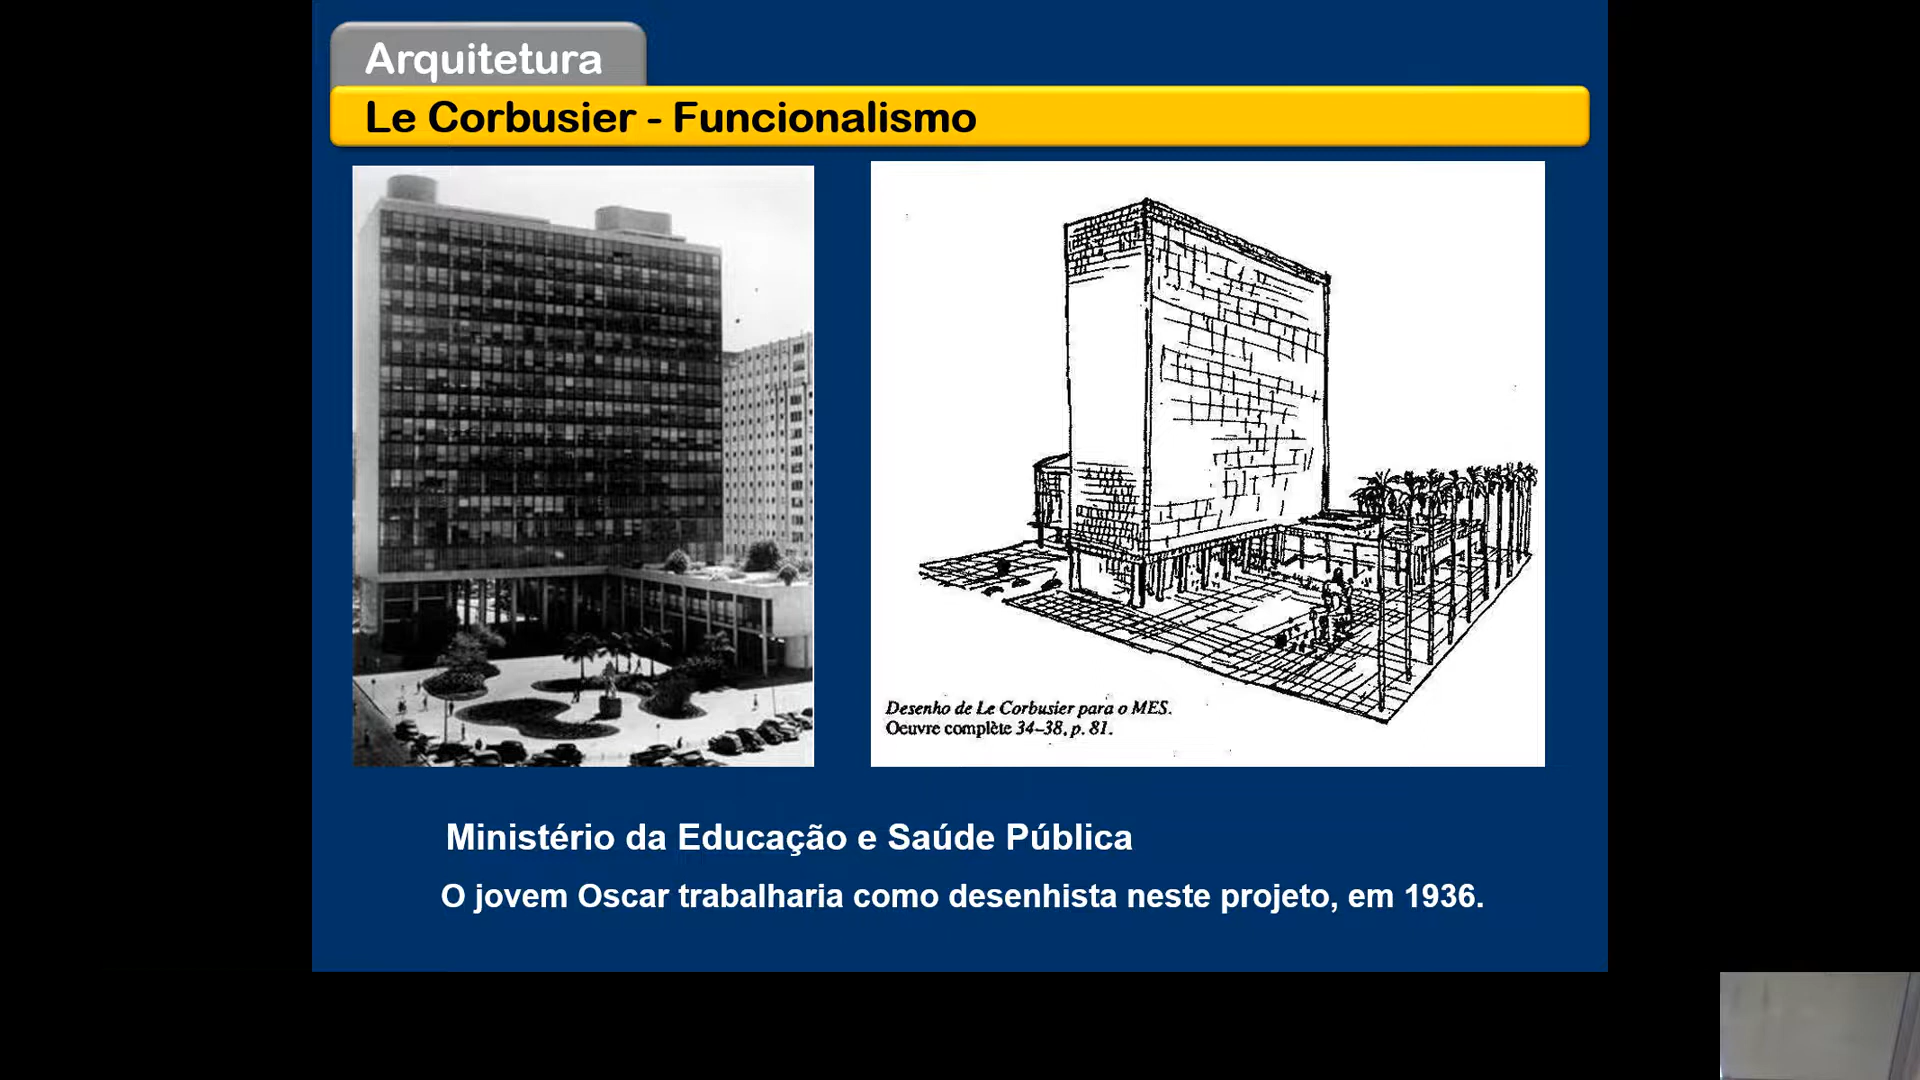 Arquitetura
Le Corbusier - Funcionalismo
Desenho de Le Corbusier para o MES.
Oeuvre complète 34-38, p. 81.
Ministério da Educação e Saúde Pública
O jovem Oscar trabalharia como desenhista neste projeto, em 1936.